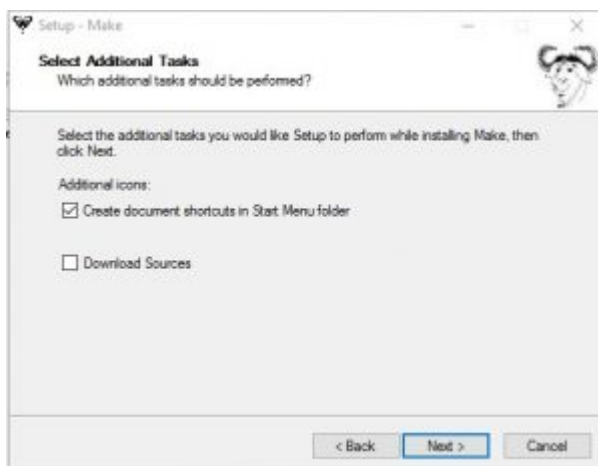 Setup - Make
Select Additional Tasks
Which additional tasks should be performed?
Select the additional tasks you would like Setup to perform while installing Make, then
click Next.
Additional icons:
Create document shortcuts in Start Menu folder
Download Sources
< Back
Next >
Cancel